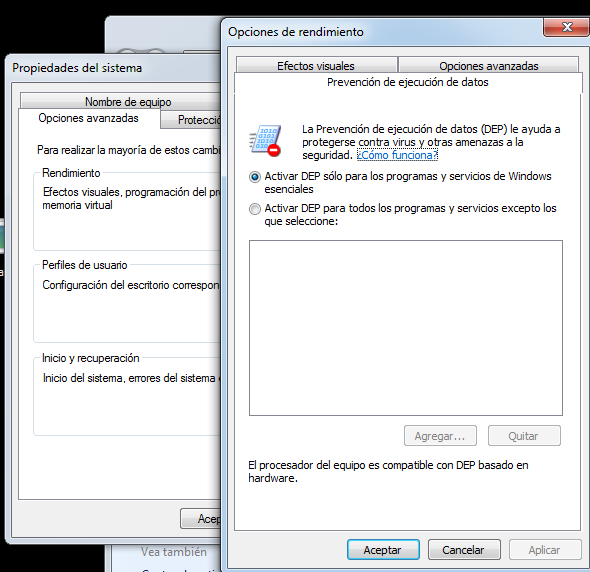 Propiedades del sistema
Nombre de equipo
Opciones avanzadas
Para realizar la mayoría de estos
Rendimiento
Efectos visuales, programación del
memoria virtual
Perfiles de usuario
Configuración del escritorio
Inicio y recuperación
Inicio del sistema, errores del sistema
Vea también
Opciones de rendimiento
Efectos visuales
Opciones avanzadas
Prevención de ejecución de datos
La Prevención de ejecución de datos (DEP) le ayuda a
protegerse contra virus y otras amenazas a la
seguridad. ¿Cómo funciona?
Activar DEP sólo para los programas y servicios de Windows
esenciales
Activar DEP para todos los programas y servicios excepto los
que seleccione:
Agregar...
Quitar
El procesador del equipo es compatible con DEP basado en
hardware.
Aceptar
Cancelar
Aplicar